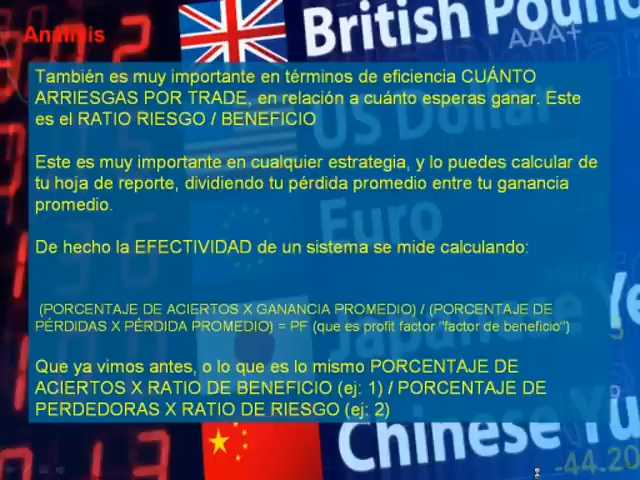 British Poun
Análisis
AAA+
También es muy importante en términos de eficiencia CUÁNTO
ARRIESGAS POR TRADE, en relación a cuánto esperas ganar. Este
es el RATIO RIESGO / BENEFICIO
US Dollar
Este es muy importante en cualquier estrategia, y lo puedes calcular de
tu hoja de reporte, dividiendo tu pérdida promedio entre tu ganancia
promedio.
Euro
De hecho la EFECTIVIDAD de un sistema se mide calculando:
(PORCENTAJE DE ACIERTOS X GANANCIA PROMEDIO) / (PORCENTAJE DE
PÉRDIDAS X PÉRDIDA PROMEDIO) = PF (que es profit factor "factor de beneficio")
Japanese Y
Que ya vimos antes, o lo que es lo mismo PORCENTAJE DE
ACIERTOS X RATIO DE BENEFICIO (ej: 1) / PORCENTAJE DE
PERDEDORAS X RATIO DE RIESGO (ej: 2)
Chinese Yu
-44.20